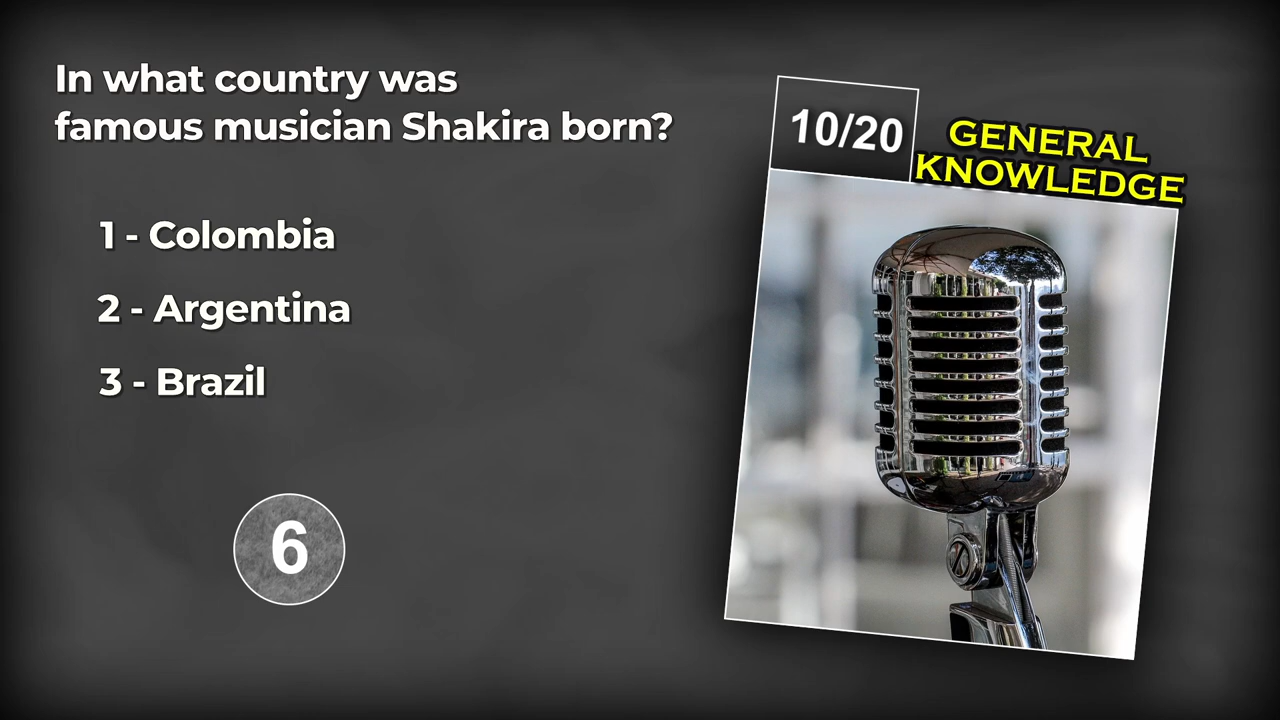 In what country was
famous musician Shakira born?
1 - Colombia
2 - Argentina
3 - Brazil
6
10/20
GENERAL
KNOWLEDGE